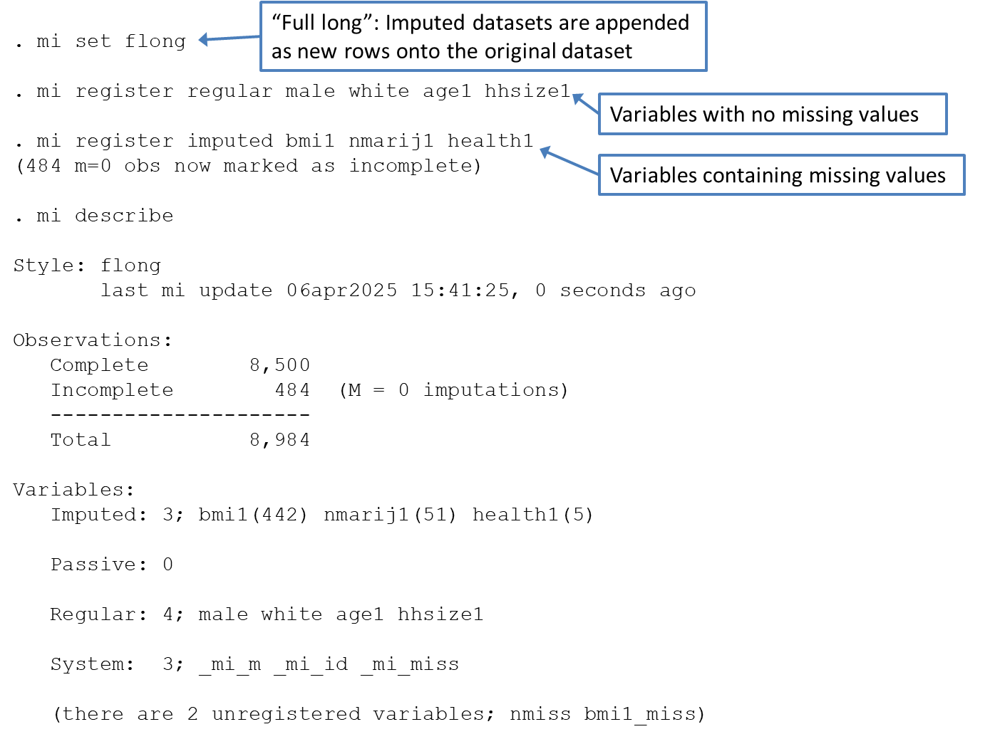 “Full long”: Imputed datasets are appended
as new rows onto the original dataset
. mi set flong
. mi register regular male white age1 hhsize1
Variables with no missing values
. mi register imputed bmi1 nmarij1 health1
(484 m=0 obs now marked as incomplete)
Variables containing missing values
. mi describe
Style: flong
last mi update 06apr2025 15:41:25, 0 seconds ago
Observations:
Complete 8,500
Incomplete 484 (M = 0 imputations)
---------------------
Total 8,984
Variables:
Imputed: 3; bmi1(442) nmarij1(51) health1(5)
Passive: 0
Regular: 4; male white age1 hhsize1
System: 3; _mi_m _mi_id _mi_miss
(there are 2 unregistered variables; nmiss bmi1_miss)